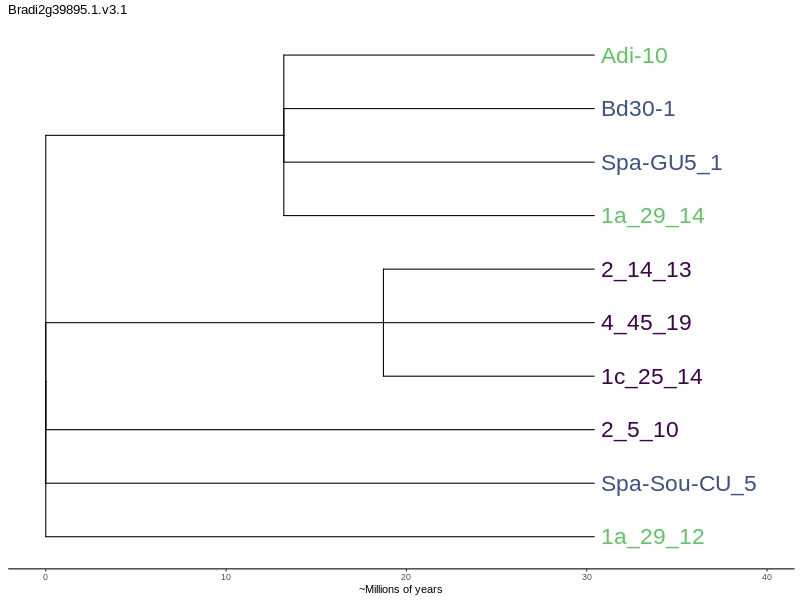 Bradi2g39895.1.v3.1
Adi-10
Bd30-1
Spa-GU5_1
1a_29_14
2_14_13
4_45_19
1c_25_14
2_5_10
Spa-Sou-CU_5
1a_29_12
0 10 20 30 40
~Millions of years